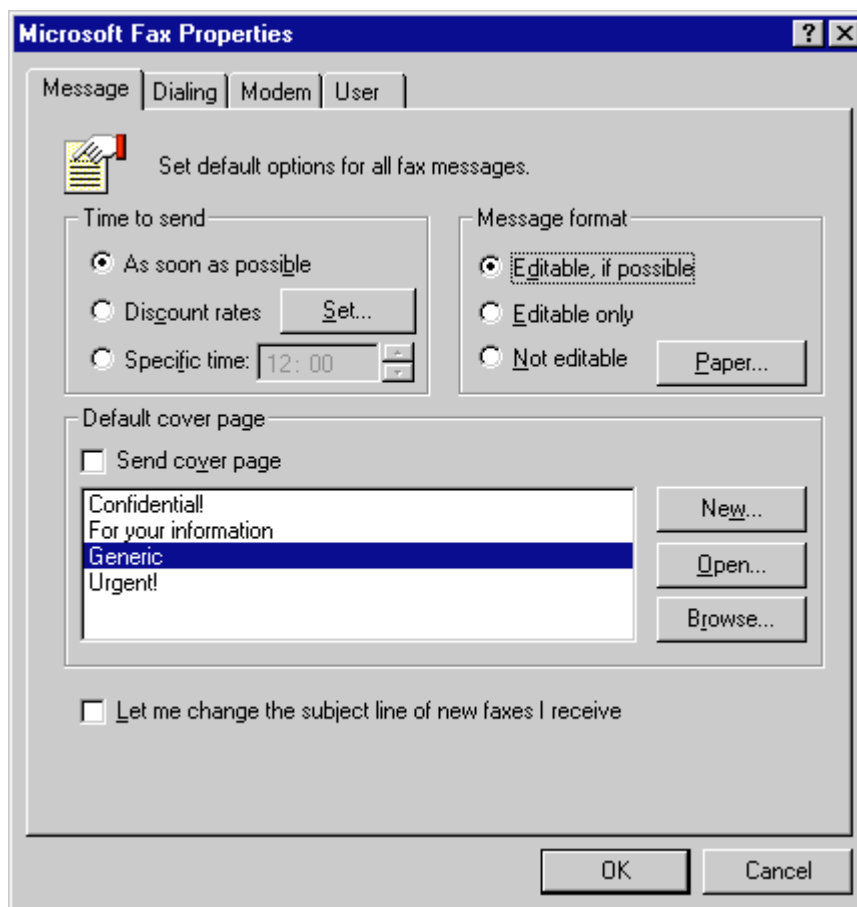 Microsoft Fax Properties
Message Dialing Modem User
Set default options for all fax messages.
Time to send
As soon as possible
Discount rates Set...
Specific time: 12: 00
Message format
Editable, if possible
Editable only
Not editable Paper...
Default cover page
Send cover page
Confidential!
For your information
Generic
Urgent!
New...
Open...
Browse...
Let me change the subject line of new faxes I receive
OK Cancel